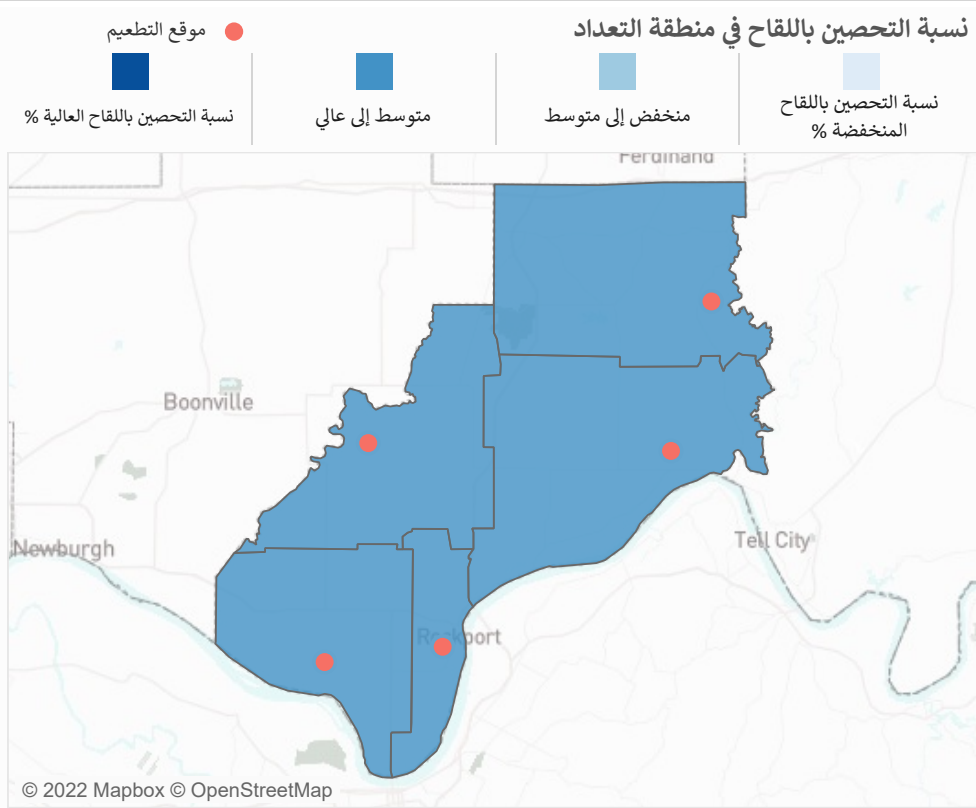 نسبة التحصين باللقاح في منطقة التعداد
موقع التطعيم
نسبة التحصين باللقاح
المنخفضة %
منخفض إلى متوسط
متوسط إلى عالي
نسبة التحصين باللقاح العالية %
Ferdinand
Boonville
Newburgh
Tell City
Rockport
© 2022 Mapbox © OpenStreetMap